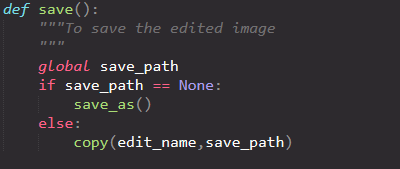 def save():
    """To save the edited image
    """
    global save_path
    if save_path == None:
        save_as()
    else:
        copy(edit_name,save_path)